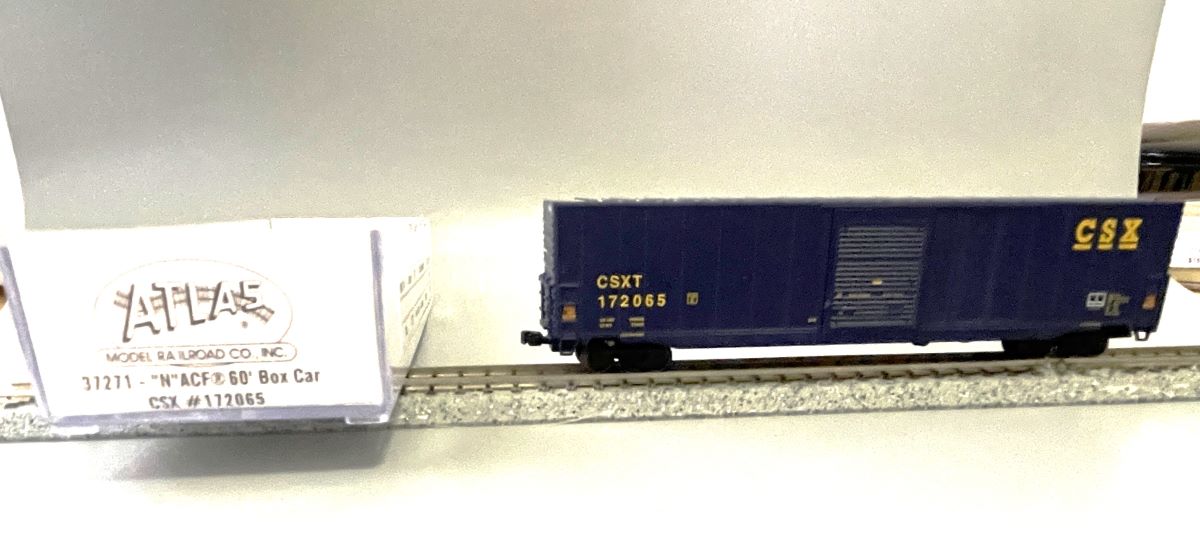 ATLAS
®
MODEL RAILROAD CO., INC.
37271 - "N" ACF® 60' Box Car
CSX #172065
CSXT
172065
CSX